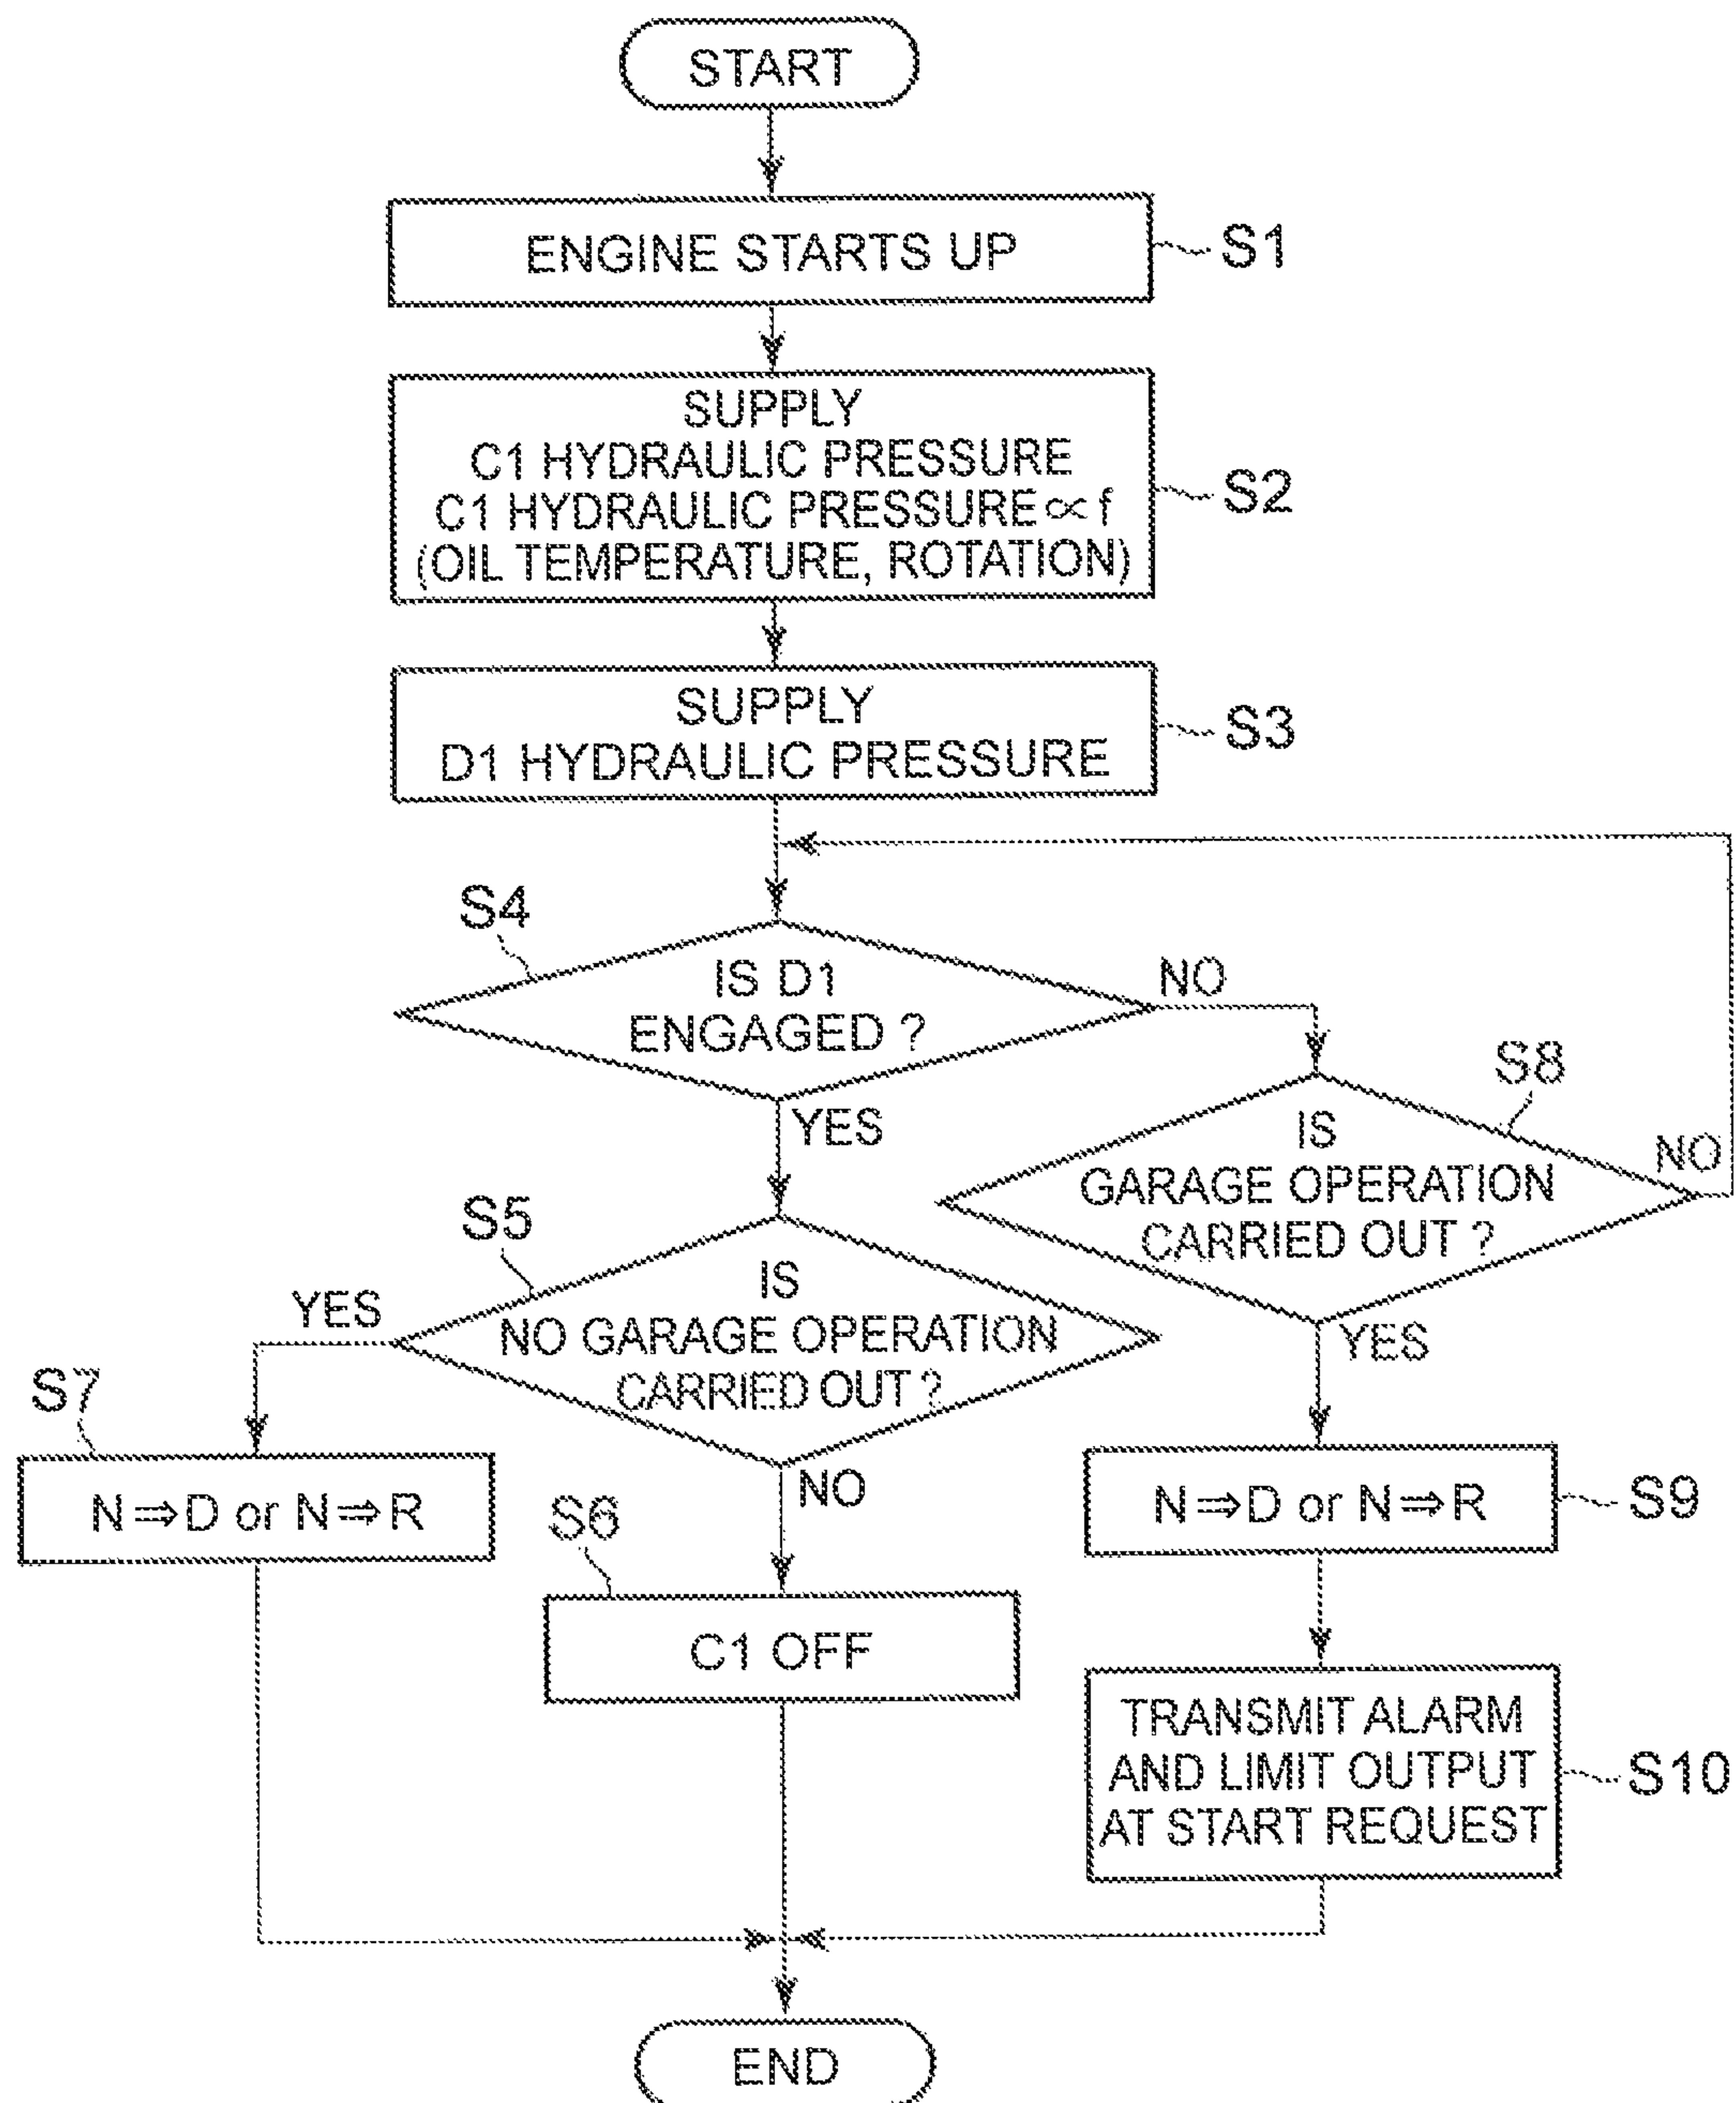 START
ENGINE STARTS UP
S1
SUPPLY
C1 HYDRAULIC PRESSURE
C1 HYDRAULIC PRESSURE ∝ f
(OIL TEMPERATURE, ROTATION)
S2
SUPPLY
D1 HYDRAULIC PRESSURE
S3
S4
IS D1
ENGAGED ?
NO
YES
S8
IS
GARAGE OPERATION
CARRIED OUT ?
NO
YES
S5
IS
NO GARAGE OPERATION
CARRIED OUT ?
YES
NO
S7
N⇒D or N⇒R
S6
C1 OFF
N⇒D or N⇒R
S9
TRANSMIT ALARM
AND LIMIT OUTPUT
AT START REQUEST
S10
END